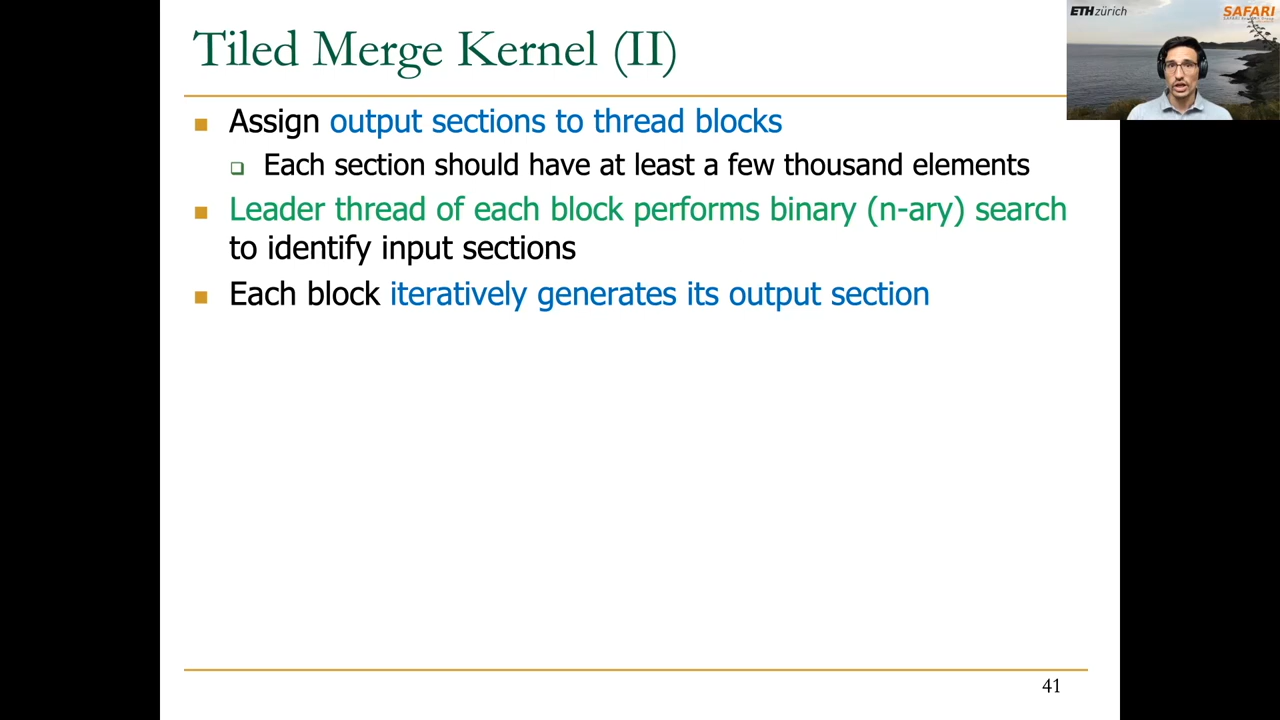 Tiled Merge Kernel (II)
ETH zürich
SAFARI
Assign output sections to thread blocks
Each section should have at least a few thousand elements
Leader thread of each block performs binary (n-ary) search
to identify input sections
Each block iteratively generates its output section
41